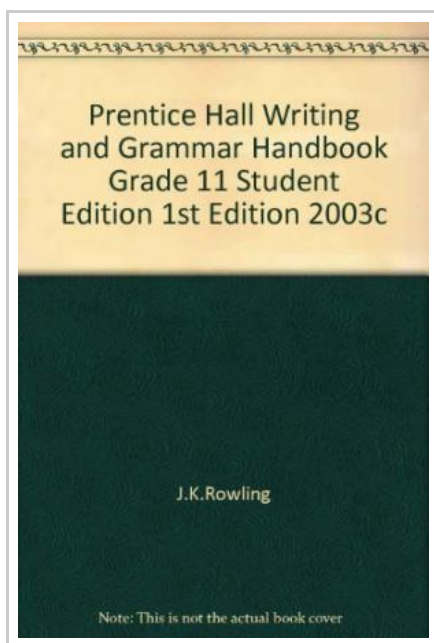 Prentice Hall Writing
and Grammar Handbook
Grade 11 Student
Edition 1st Edition 2003c
J.K.Rowling
Note: This is not the actual book cover